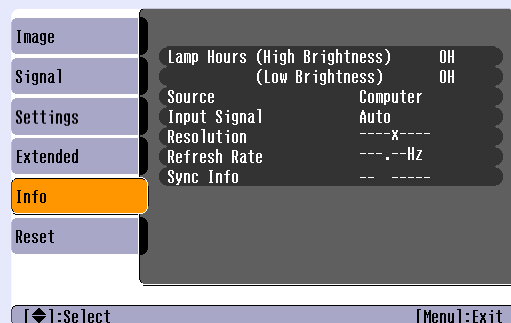 Image
Signal
Settings
Extended
Info
Reset
Lamp Hours (High Brightness) 0H
(Low Brightness) 0H
Source Computer
Input Signal Auto
Resolution ----x----
Refresh Rate ---.--Hz
Sync Info -- -----
[◆]:Select [Menu]:Exit